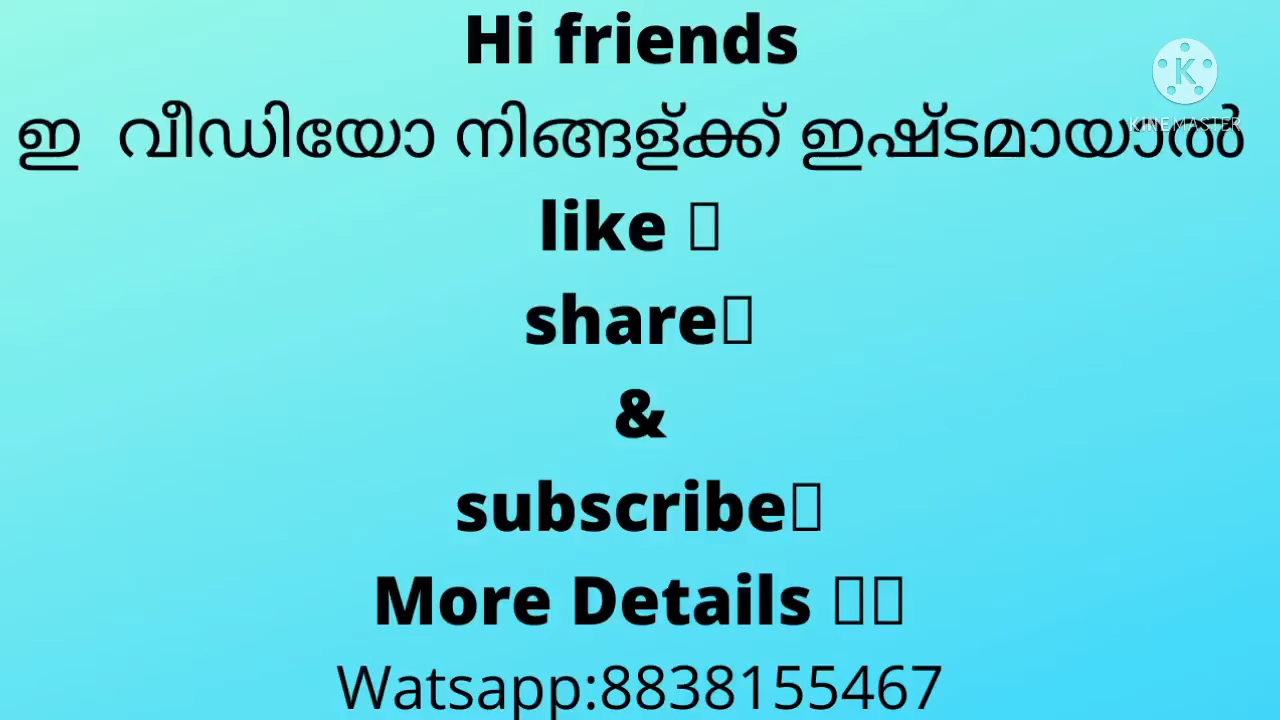 Hi friends
ഇ വീഡിയോ നിങ്ങള്ക്ക് ഇഷ്ടമായാൽ
like
share
&
subscribe
More Details
Watsapp:8838155467
K
KINEMASTER